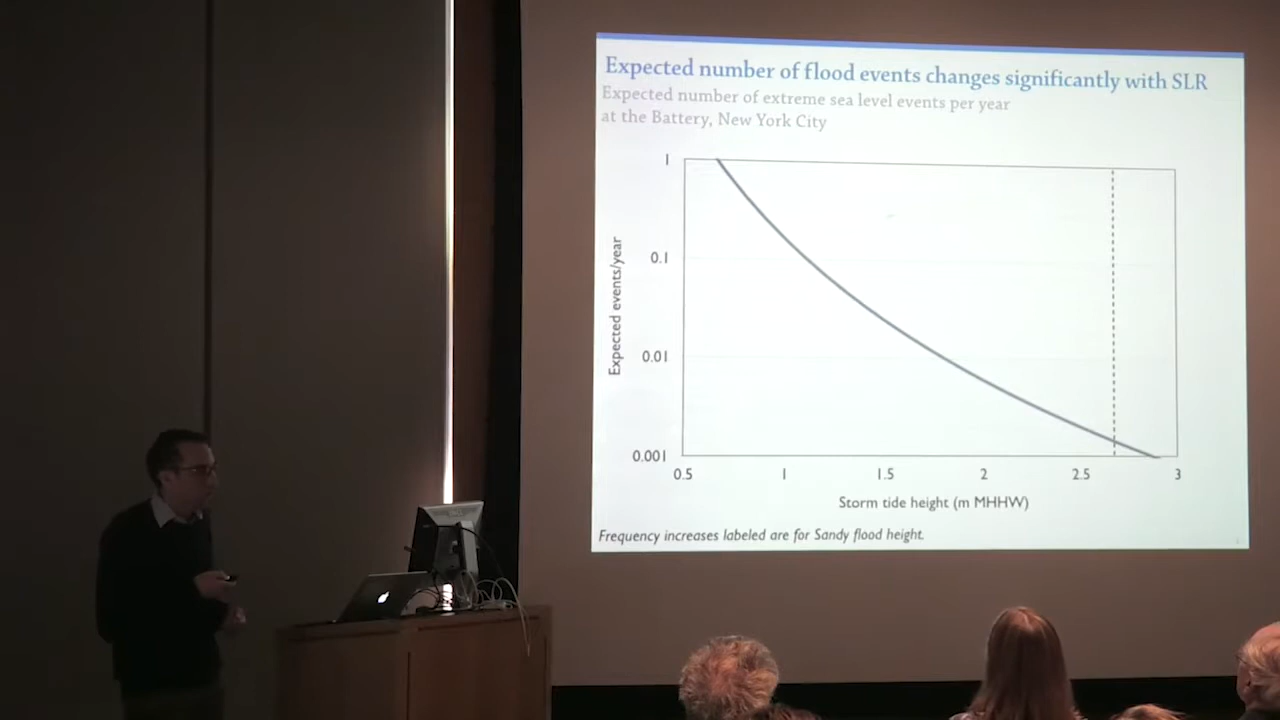 Expected number of flood events changes significantly with SLR
Expected number of extreme sea level events per year
at the Battery, New York City
Expected events/year
1
0.1
0.01
0.001
0.5 1 1.5 2 2.5 3
Storm tide height (m MHHW)
Frequency increases labeled are for Sandy flood height.